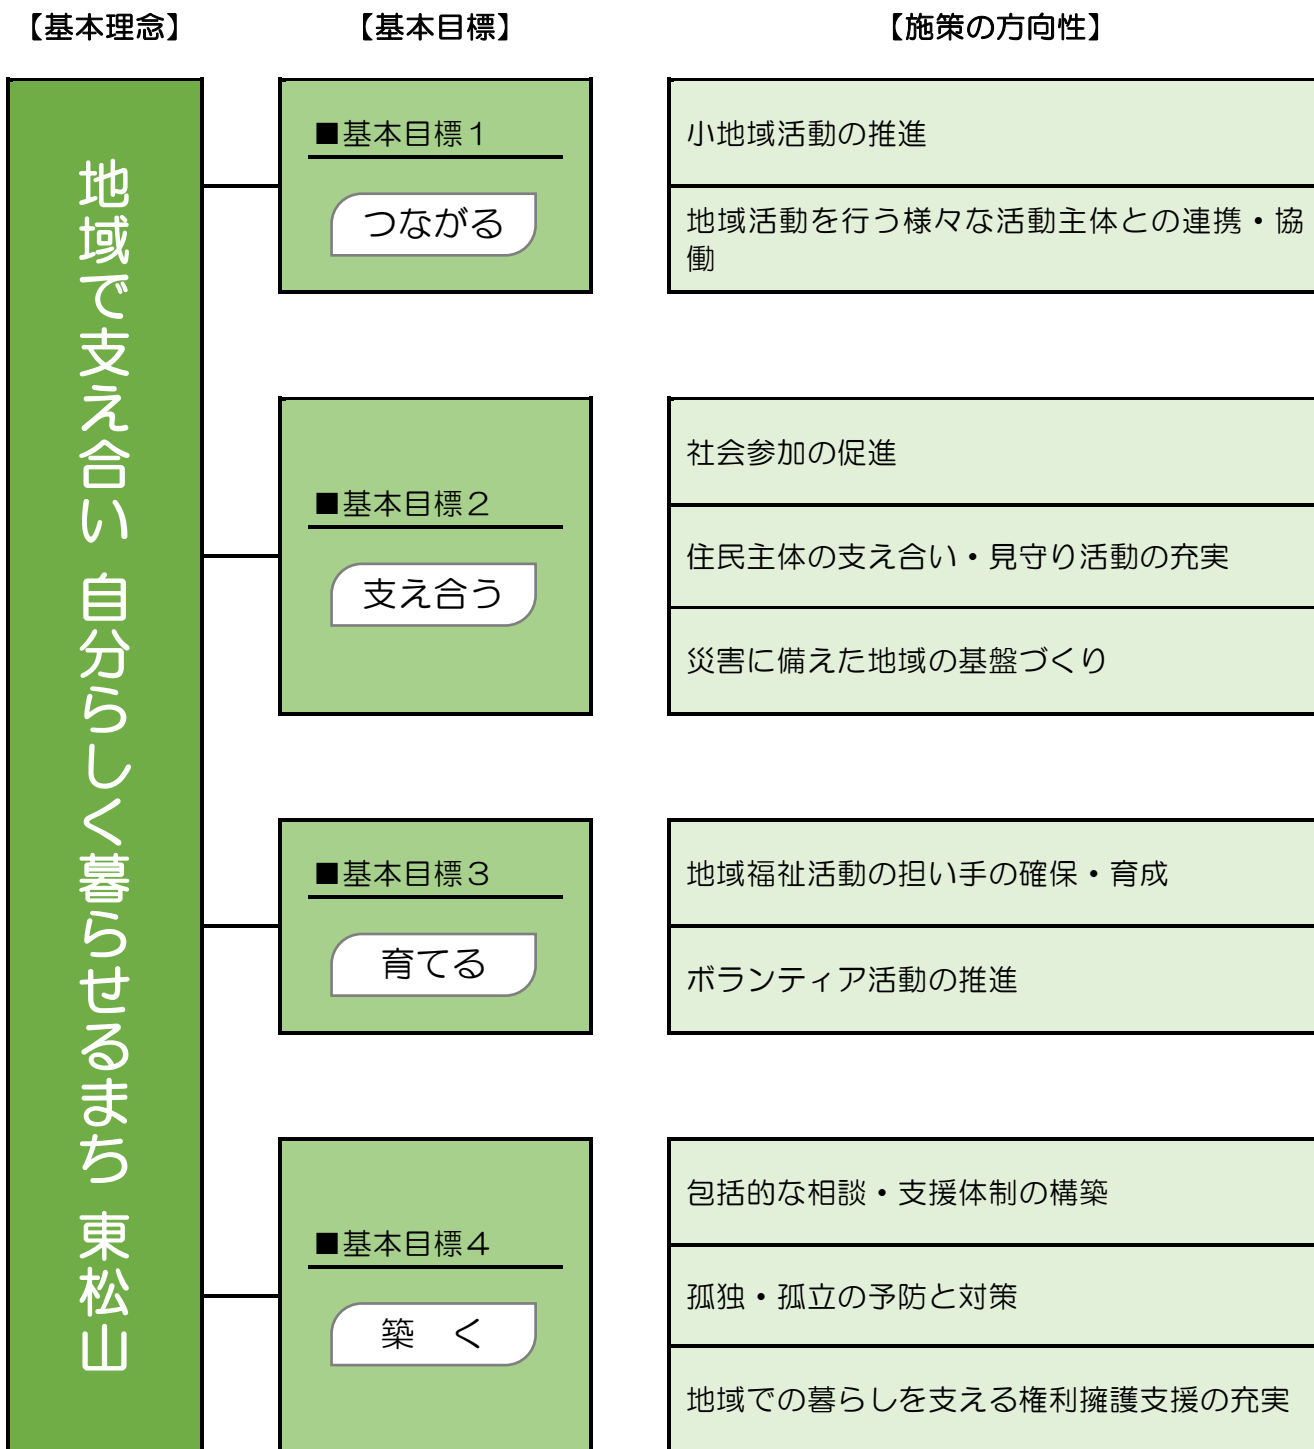 【基本理念】
【基本目標】
【施策の方向性】
地域で支え合い 自分らしく暮らせるまち 東松山
■基本目標１
つながる
小地域活動の推進
地域活動を行う様々な活動主体との連携・協
働
■基本目標２
支え合う
社会参加の促進
住民主体の支え合い・見守り活動の充実
災害に備えた地域の基盤づくり
■基本目標３
育てる
地域福祉活動の担い手の確保・育成
ボランティア活動の推進
■基本目標４
築　く
包括的な相談・支援体制の構築
孤独・孤立の予防と対策
地域での暮らしを支える権利擁護支援の充実